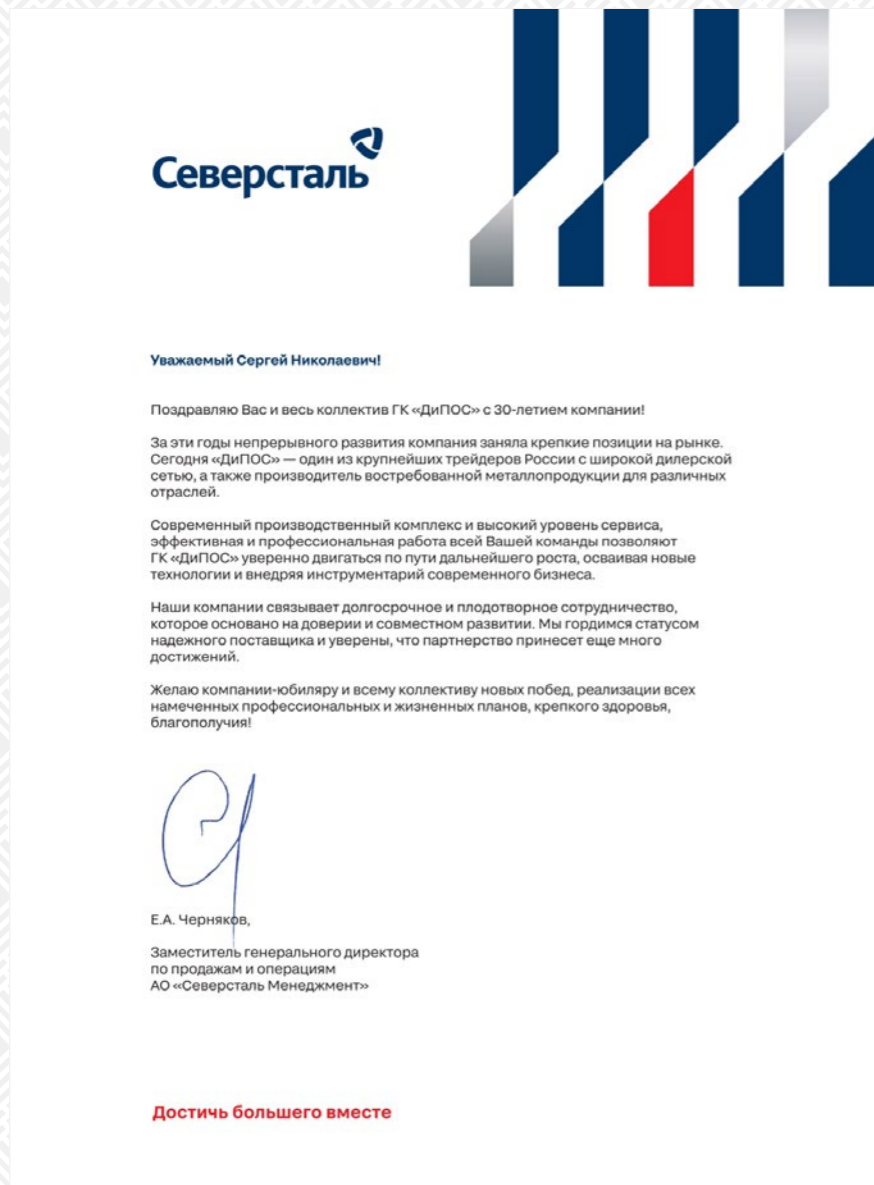 Северсталь
Уважаемый Сергей Николаевич!
Поздравляю Вас и весь коллектив ГК «ДиПОС» с 30-летием компании!
За эти годы непрерывного развития компания заняла крепкие позиции на рынке.
Сегодня «ДиПОС» — один из крупнейших трейдеров России с широкой дилерской
сетью, а также производитель востребованной металлопродукции для различных
отраслей.
Современный производственный комплекс и высокий уровень сервиса,
эффективная и профессиональная работа всей Вашей команды позволяют
ГК «ДиПОС» уверенно двигаться по пути дальнейшего роста, осваивая новые
технологии и внедряя инструментарий современного бизнеса.
Наши компании связывает долгосрочное и плодотворное сотрудничество,
которое основано на доверии и совместном развитии. Мы гордимся статусом
надежного поставщика и уверены, что партнерство принесет еще много
достижений.
Желаю компании-юбиляру и всему коллективу новых побед, реализации всех
намеченных профессиональных и жизненных планов, крепкого здоровья,
благополучия!
Е.А. Черняков,
Заместитель генерального директора
по продажам и операциям
АО «Северсталь Менеджмент»
Достичь большего вместе